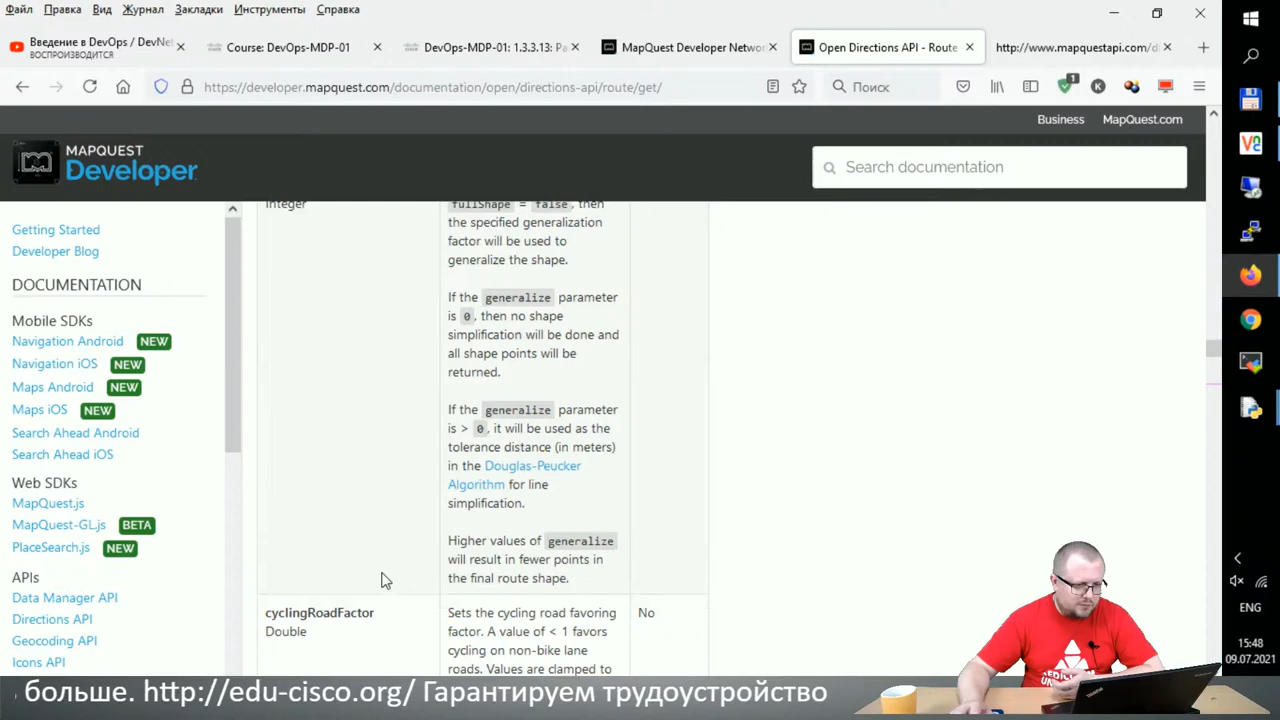 Файл Правка Вид Журнал Закладки Инструменты Справка
Введение в DevOps / DevNet
ВОСПРОИЗВОДИТСЯ
Course: DevOps-MDP-01
DevOps-MDP-01: 1.3.3.13: Pa
MapQuest Developer Networ
Open Directions API - Route
http://www.mapquestapi.com/di
https://developer.mapquest.com/documentation/open/directions-api/route/get/
Поиск
1
K
Business MapQuest.com
MAPQUEST
Developer
Search documentation
Getting Started
Developer Blog
DOCUMENTATION
Mobile SDKs
Navigation Android NEW
Navigation iOS NEW
Maps Android NEW
Maps iOS NEW
Search Ahead Android
Search Ahead iOS
Web SDKs
MapQuest.js
MapQuest-GL.js BETA
PlaceSearch.js NEW
APIs
Data Manager API
Directions API
Geocoding API
Icons API
Integer
fullShape = false, then
the specified generalization
factor will be used to
generalize the shape.
If the generalize parameter
is 0, then no shape
simplification will be done and
all shape points will be
returned.
If the generalize parameter
is > 0, it will be used as the
tolerance distance (in meters)
in the Douglas-Peucker
Algorithm for line
simplification.
Higher values of generalize
will result in fewer points in
the final route shape.
cyclingRoadFactor
Double
Sets the cycling road favoring
factor. A value of < 1 favors
cycling on non-bike lane
roads. Values are clamped to
No
ENG
15:48
09.07.2021
больше. http://edu-cisco.org/ Гарантируем трудоустройство